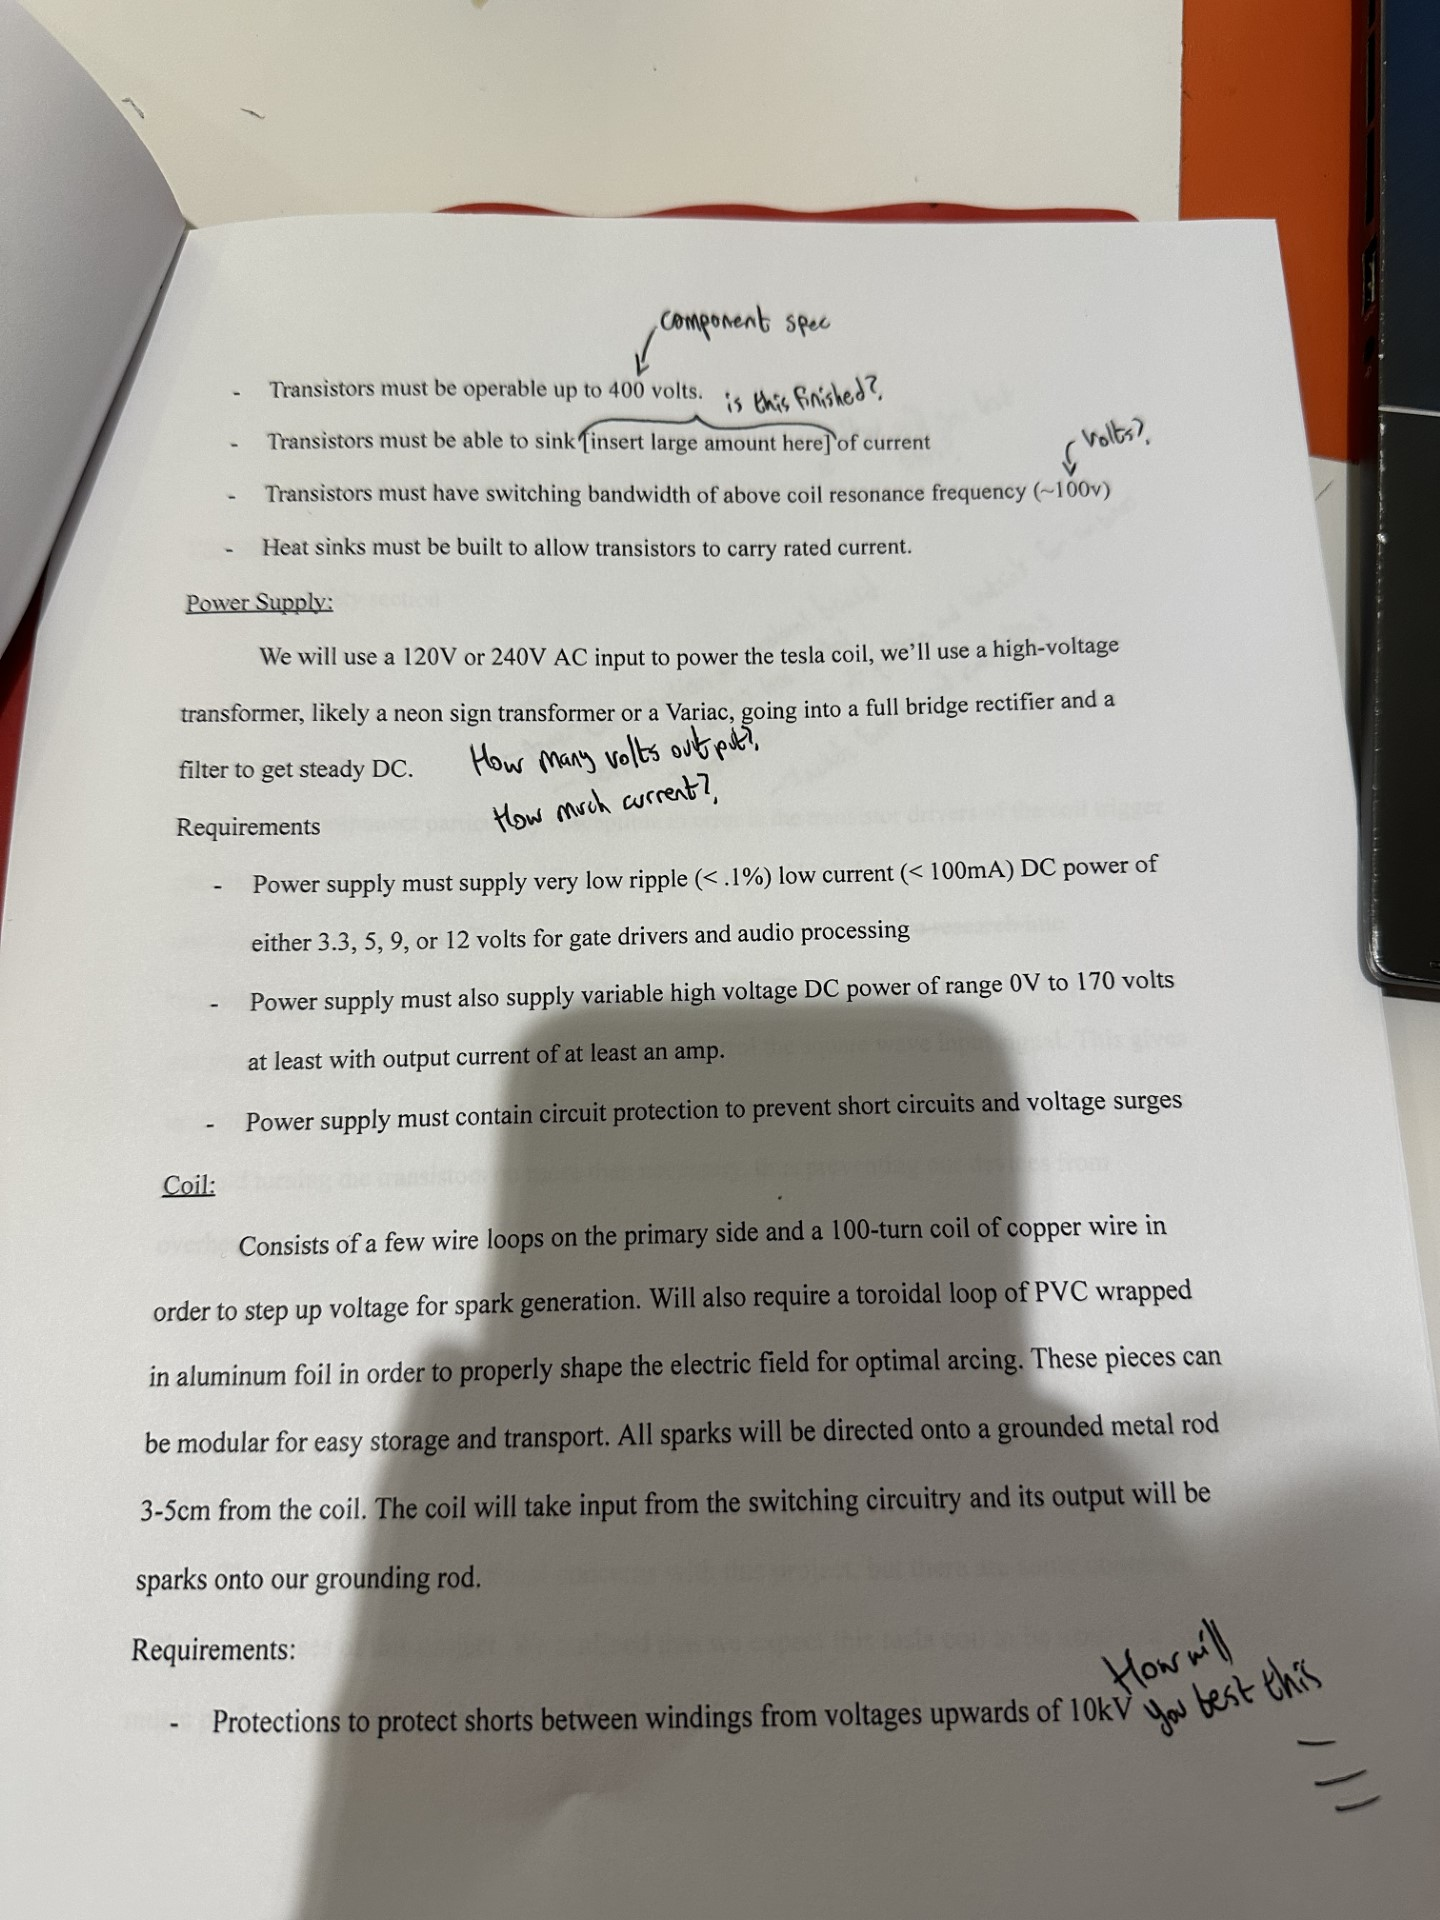 component spec
- Transistors must be operable up to 400 volts.
is this finished?
- Transistors must be able to sink [insert large amount here] of current
Volts?
- Transistors must have switching bandwidth of above coil resonance frequency (~100v)
- Heat sinks must be built to allow transistors to carry rated current.
Power Supply:
We will use a 120V or 240V AC input to power the tesla coil, we'll use a high-voltage
transformer, likely a neon sign transformer or a Variac, going into a full bridge rectifier and a
filter to get steady DC.
How many volts output?
How much current?
Requirements
- Power supply must supply very low ripple (< .1%) low current (< 100mA) DC power of
either 3.3, 5, 9, or 12 volts for gate drivers and audio processing
- Power supply must also supply variable high voltage DC power of range 0V to 170 volts
at least with output current of at least an amp.
- Power supply must contain circuit protection to prevent short circuits and voltage surges
Coil:
Consists of a few wire loops on the primary side and a 100-turn coil of copper wire in
order to step up voltage for spark generation. Will also require a toroidal loop of PVC wrapped
in aluminum foil in order to properly shape the electric field for optimal arcing. These pieces can
be modular for easy storage and transport. All sparks will be directed onto a grounded metal rod
3-5cm from the coil. The coil will take input from the switching circuitry and its output will be
sparks onto our grounding rod.
Requirements:
- Protections to protect shorts between windings from voltages upwards of 10kV
How will
you test this